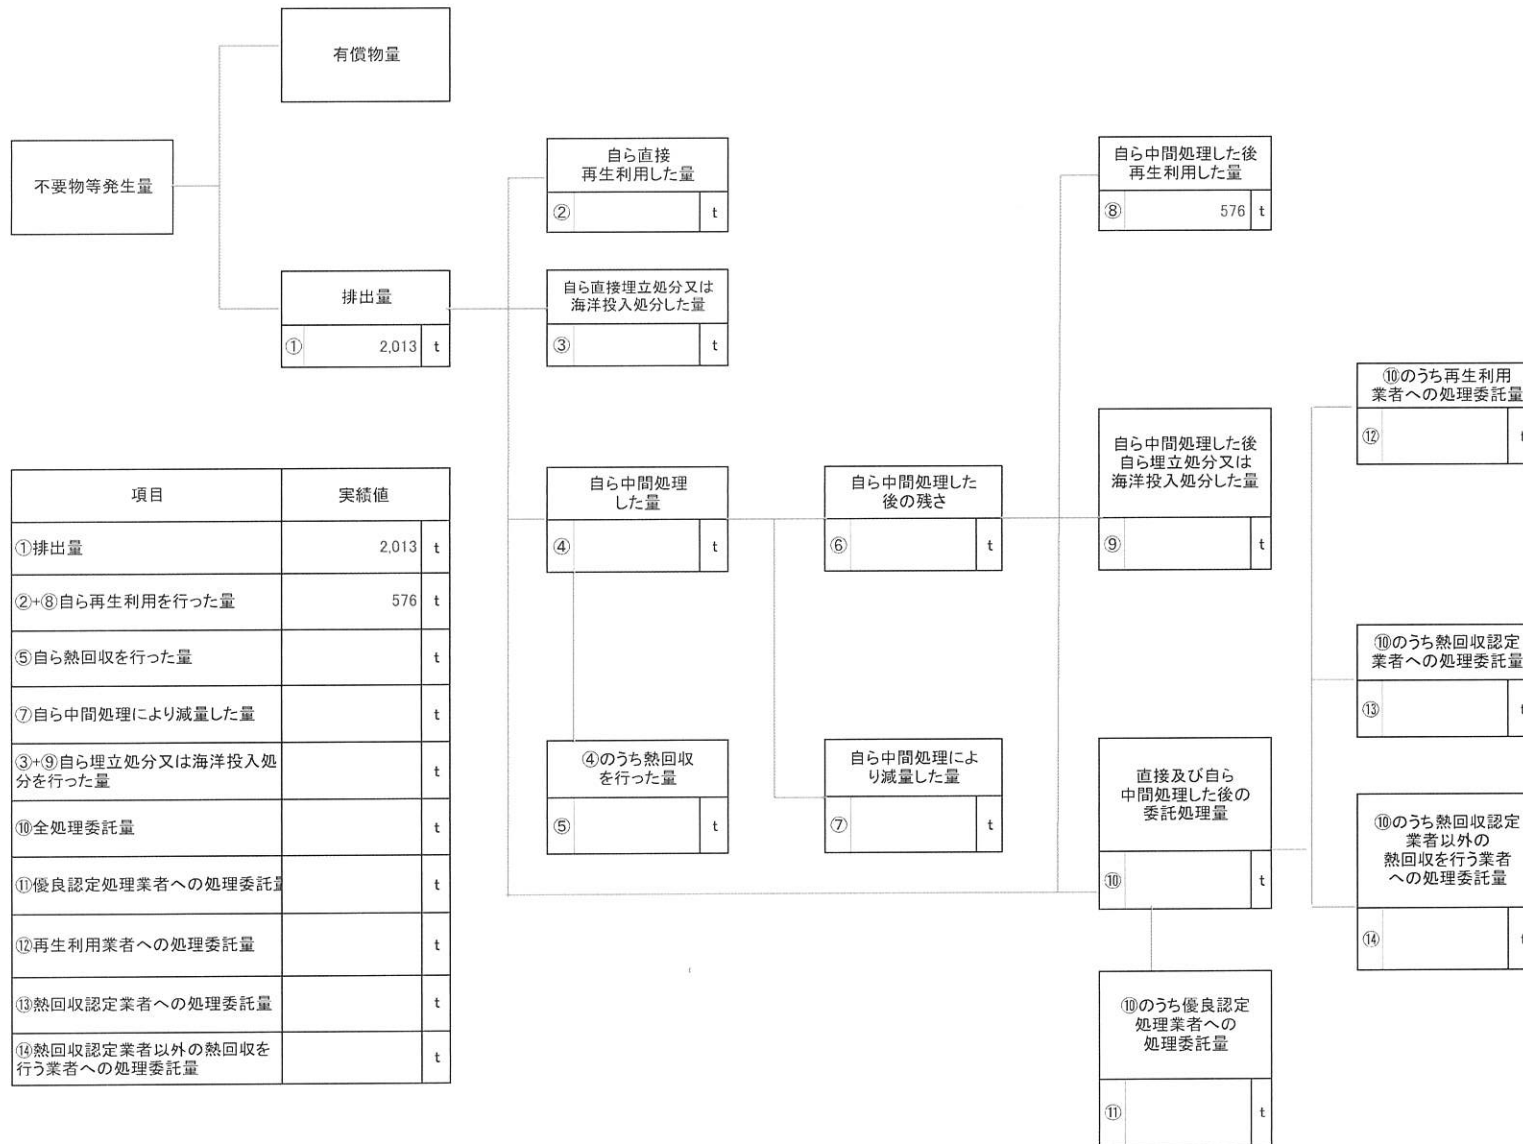 有償物量
不要物等発生量
排出量
① 2,013 t
自ら直接
再生利用した量
② t
自ら直接埋立処分又は
海洋投入処分した量
③ t
自ら中間処理
した量
④ t
④のうち熱回収
を行った量
⑤ t
自ら中間処理した
後の残さ
⑥ t
自ら中間処理によ
り減量した量
⑦ t
自ら中間処理した後
再生利用した量
⑧ 576 t
自ら中間処理した後
自ら埋立処分又は
海洋投入処分した量
⑨ t
直接及び自ら
中間処理した後の
委託処理量
⑩ t
⑩のうち優良認定
処理業者への
処理委託量
⑪ t
⑩のうち再生利用
業者への処理委託量
⑫ t
⑩のうち熱回収認定
業者への処理委託量
⑬ t
⑩のうち熱回収認定
業者以外の
熱回収を行う業者
への処理委託量
⑭ t
項目 実績値
①排出量 2,013 t
②+⑧自ら再生利用を行った量 576 t
⑤自ら熱回収を行った量 t
⑦自ら中間処理により減量した量 t
③+⑨自ら埋立処分又は海洋投入処
分を行った量 t
⑩全処理委託量 t
⑪優良認定処理業者への処理委託量 t
⑫再生利用業者への処理委託量 t
⑬熱回収認定業者への処理委託量 t
⑭熱回収認定業者以外の熱回収を
行う業者への処理委託量 t